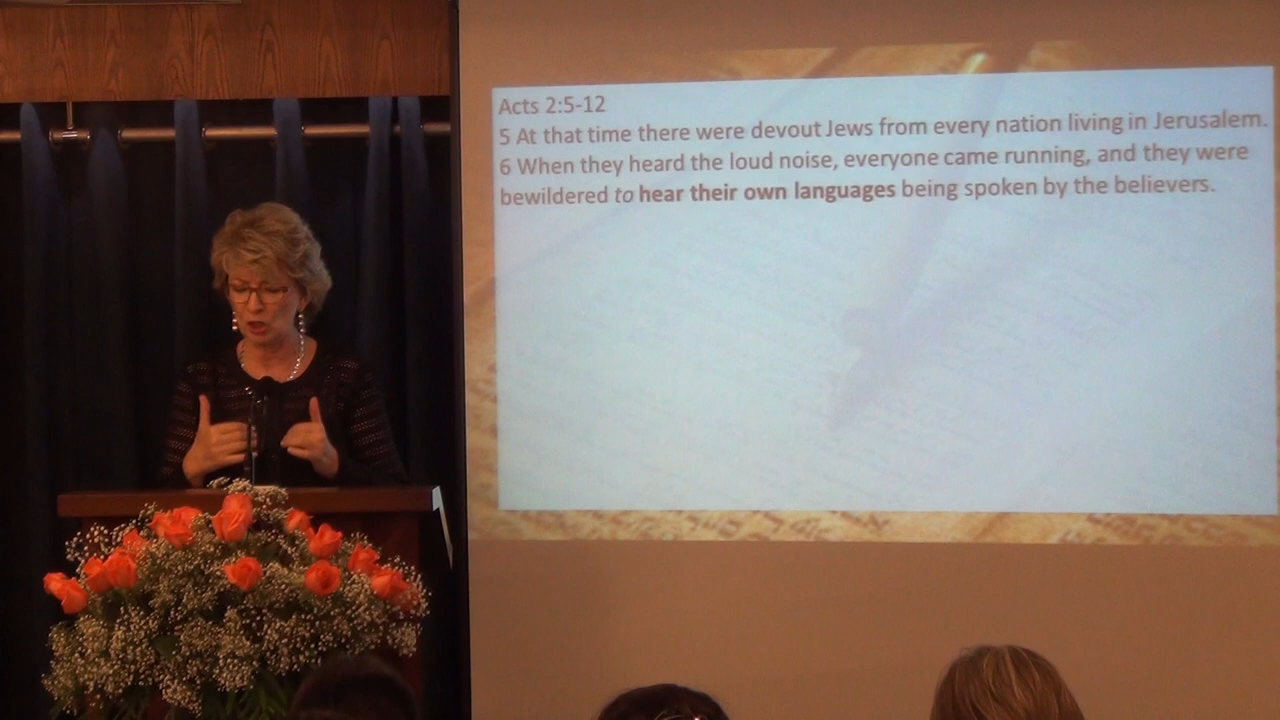 Acts 2:5-12
5 At that time there were devout Jews from every nation living in Jerusalem.
6 When they heard the loud noise, everyone came running, and they were
bewildered to hear their own languages being spoken by the believers.